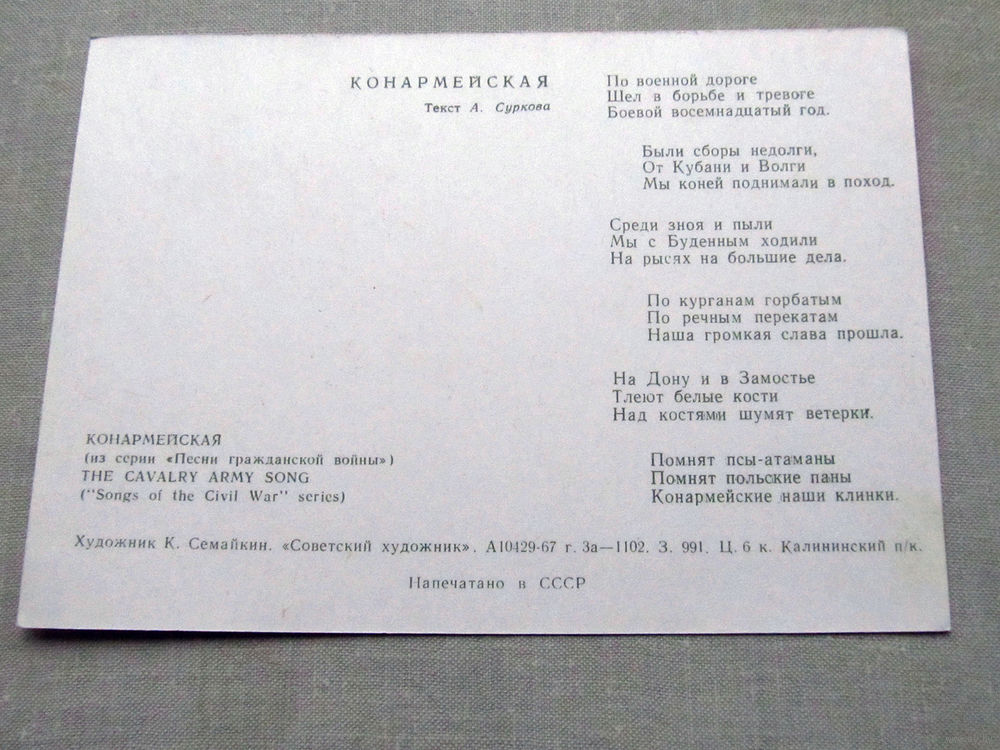 КОНАРМЕЙСКАЯ
Текст А. Суркова
По военной дороге
Шел в борьбе и тревоге
Боевой восемнадцатый год.
Были сборы недолги,
От Кубани и Волги
Мы коней поднимали в поход.
Среди зноя и пыли
Мы с Буденным ходили
На рысях на большие дела.
По курганам горбатым
По речным перекатам
Наша громкая слава прошла.
На Дону и в Замостье
Тлеют белые кости
Над костями шумят ветерки.
Помнят псы-атаманы
Помнят польские паны
Конармейские наши клинки.
КОНАРМЕЙСКАЯ
(из серии «Песни гражданской войны»)
THE CAVALRY ARMY SONG
("Songs of the Civil War" series)
Художник К. Семайкин. «Советский художник». А10429-67 г. За—1102. З. 991. Ц. 6 к. Калининский п/к.
Напечатано в СССР